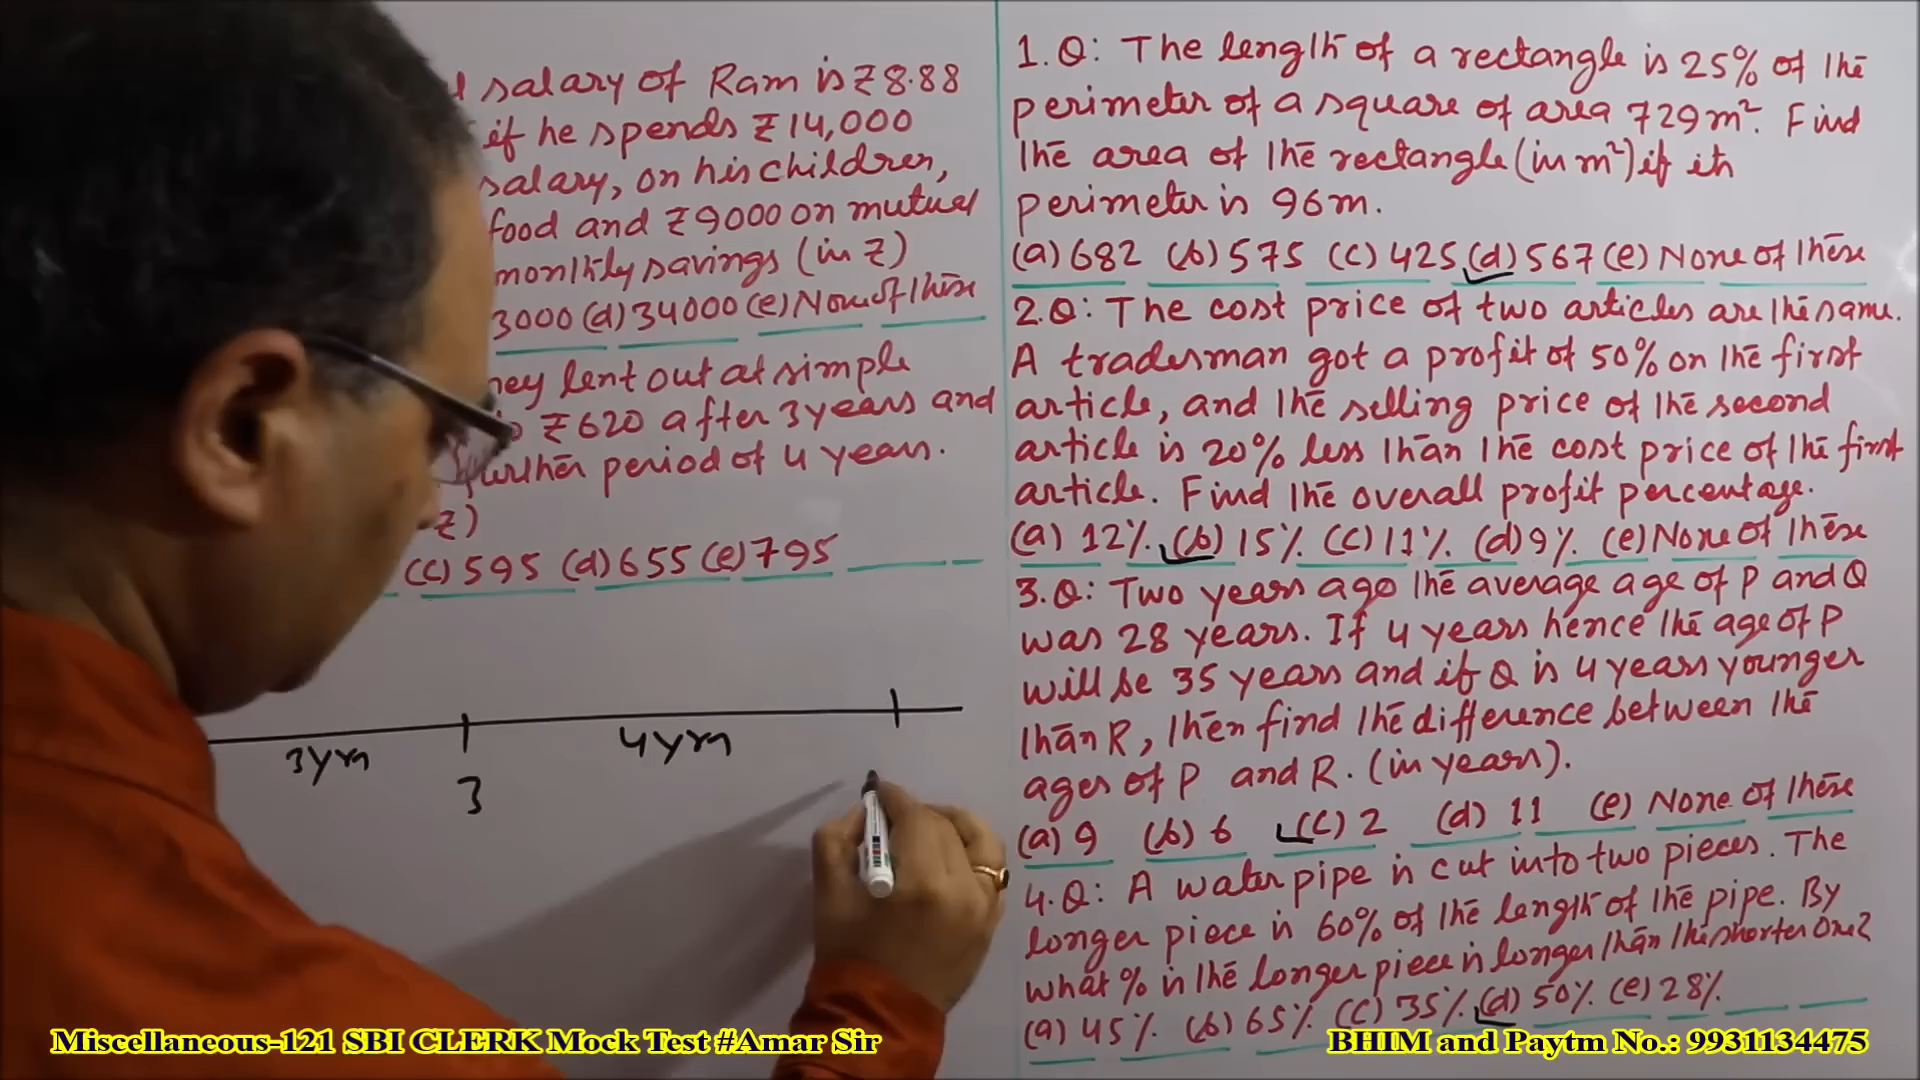 salary of Ram is ₹8.88
if he spends ₹14,000
salary, on his children,
food and ₹9000 on mutual
monthly savings (in ₹)
3000 (d) 34000 (e) None of these
ney lent out at simple
₹620 after 3 years and
further period of 4 years.
₹)
(c) 595 (d) 655 (e) 795
3yrs
4yrs
3
1.Q: The length of a rectangle is 25% of the
perimeter of a square of area 729m². Find
the area of the rectangle (in m²) if its
perimeter is 96m.
(a) 682 (b) 575 (c) 425 (d) 567 (e) None of these
2.Q: The cost price of two articles are the same.
A tradesman got a profit of 50% on the first
article, and the selling price of the second
article is 20% less than the cost price of the first
article. Find the overall profit percentage.
(a) 12% (b) 15% (c) 11% (d) 9% (e) None of these
3.Q: Two years ago the average age of P and Q
was 28 years. If 4 years hence the age of P
will be 35 years and if Q is 4 years younger
than R, then find the difference between the
ages of P and R. (in years).
(a) 9 (b) 6 (c) 2 (d) 11 (e) None of these
4.Q: A water pipe is cut into two pieces. The
longer piece is 60% of the length of the pipe. By
what % is the longer piece is longer than the shorter one?
(a) 45% (b) 65% (c) 35% (d) 50% (e) 28%
Miscellaneous-121 SBI CLERK Mock Test #Amar Sir
BHIM and Paytm No.: 9931134475